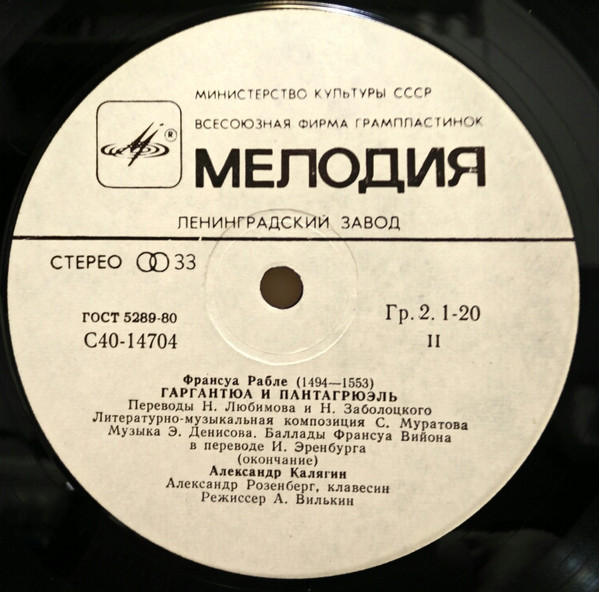 МИНИСТЕРСТВО КУЛЬТУРЫ СССР
ВСЕСОЮЗНАЯ ФИРМА ГРАМПЛАСТИНОК
®
МЕЛОДИЯ
ЛЕНИНГРАДСКИЙ ЗАВОД
СТЕРЕО 33
ГОСТ 5289-80
Гр. 2. 1-20
С40-14704
II
Франсуа Рабле (1494—1553)
ГАРГАНТЮА И ПАНТАГРЮЭЛЬ
Переводы Н. Любимова и Н. Заболоцкого
Литературно-музыкальная композиция С. Муратова
Музыка Э. Денисова. Баллады Франсуа Вийона
в переводе И. Эренбурга
(окончание)
Александр Калягин
Александр Розенберг, клавесин
Режиссер А. Вилькин